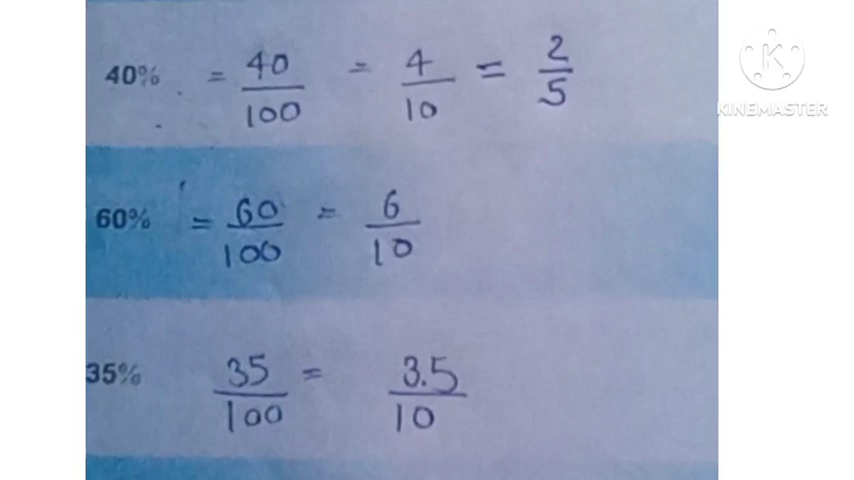 40% = 40/100 = 4/10 = 2/5
KINEMASTER
60% = 60/100 = 6/10
35% 35/100 = 3.5/10